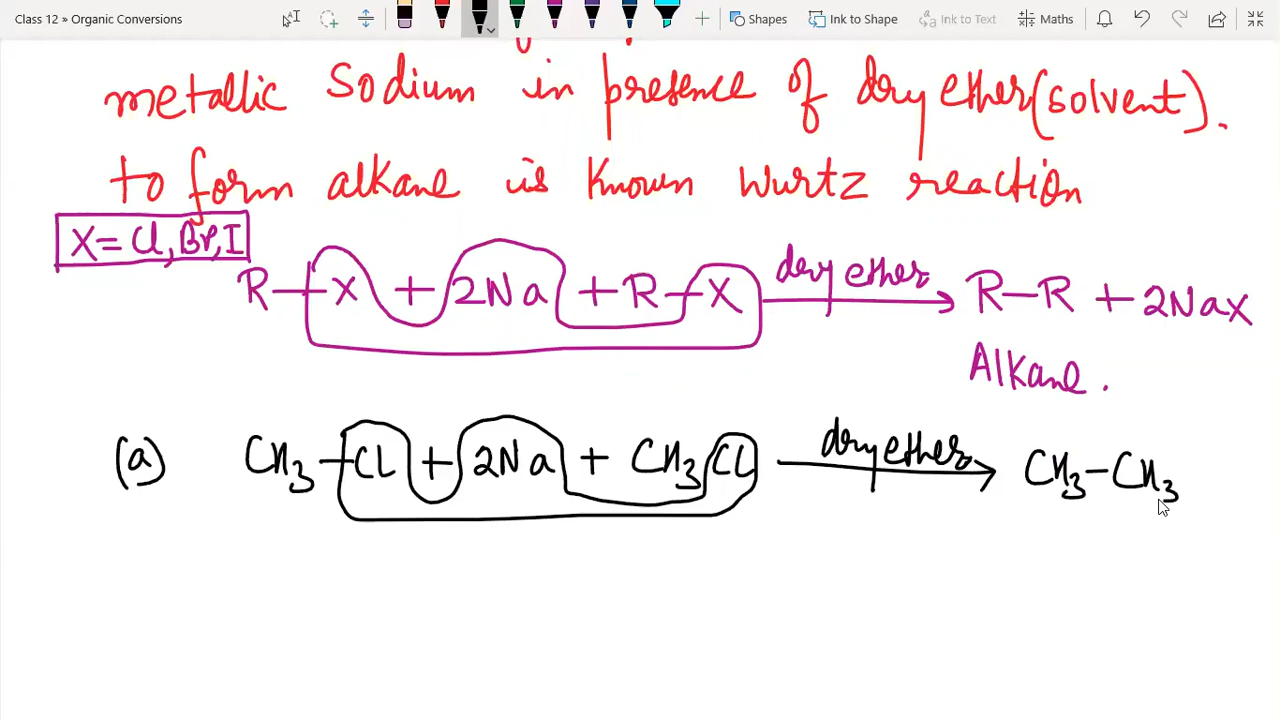 Class 12 » Organic Conversions Shapes Ink to Shape Ink to Text Maths
metallic Sodium in presence of dry ether (solvent).
to form alkane is known wurtz reaction
X = Cl, Br, I
R-X + 2Na + R-X dry ether R-R + 2NaX
Alkane.
(a) CH3-Cl + 2Na + CH3Cl dry ether CH3-CH3